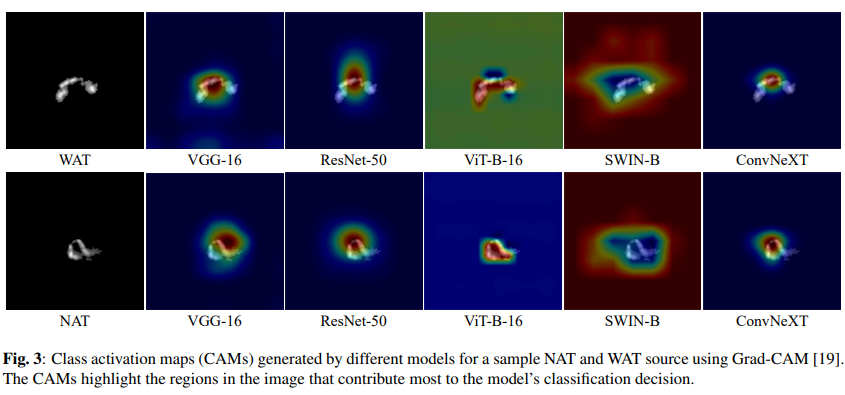 WAT VGG-16 ResNet-50 ViT-B-16 SWIN-B ConvNeXT
NAT VGG-16 ResNet-50 ViT-B-16 SWIN-B ConvNeXT
Fig. 3: Class activation maps (CAMs) generated by different models for a sample NAT and WAT source using Grad-CAM [19].
The CAMs highlight the regions in the image that contribute most to the model's classification decision.